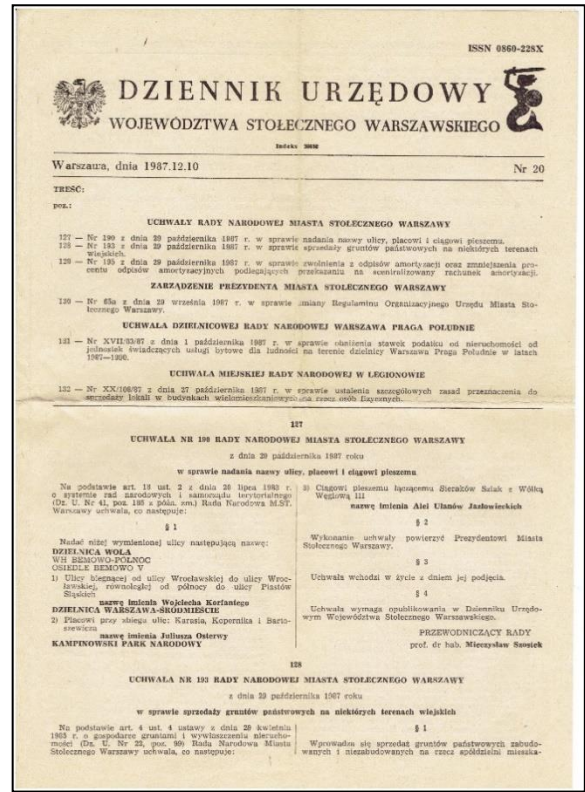 ISSN 0860-228X
DZIENNIK URZĘDOWY
WOJEWÓDZTWA STOŁECZNEGO WARSZAWSKIEGO
Indeks
Warszawa, dnia 1987.12.10 Nr 20
TREŚĆ:
poz.:
UCHWAŁY RADY NARODOWEJ MIASTA STOŁECZNEGO WARSZAWY
127 — Nr 190 z dnia 29 października 1987 r. w sprawie nadania nazwy ulicy, placowi i ciągowi pieszemu.
128 — Nr 193 z dnia 29 października 1987 r. w sprawie sprzedaży gruntów państwowych na niektórych terenach
wiejskich.
129 — Nr 195 z dnia 29 października 1987 r. w sprawie zwolnienia z odpisów amortyzacji oraz zmniejszenia pro-
centu odpisów amortyzacyjnych podlegających przekazaniu na scentralizowany rachunek amortyzacji.
ZARZĄDZENIE PREZYDENTA MIASTA STOŁECZNEGO WARSZAWY
130 — Nr 65a z dnia 29 września 1987 r. w sprawie zmiany Regulaminu Organizacyjnego Urzędu Miasta Sto-
łecznego Warszawy.
UCHWAŁA DZIELNICOWEJ RADY NARODOWEJ WARSZAWA PRAGA POŁUDNIE
131 — Nr XVII/93/87 z dnia 1 października 1987 r. w sprawie obniżenia stawek podatku od nieruchomości od
jednostek świadczących usługi bytowe dla ludności na terenie dzielnicy Warszawa Praga Południe w latach
1987—1990.
UCHWAŁA MIEJSKIEJ RADY NARODOWEJ W LEGIONOWIE
132 — Nr XX/108/87 z dnia 27 października 1987 r. w sprawie ustalenia szczegółowych zasad przeznaczenia do
sprzedaży lokali w budynkach wielomieszkaniowych na rzecz osób fizycznych.
127
UCHWAŁA NR 190 RADY NARODOWEJ MIASTA STOŁECZNEGO WARSZAWY
z dnia 29 października 1987 roku
w sprawie nadania nazwy ulicy, placowi i ciągowi pieszemu
Na podstawie art. 18 ust. 2 z dnia 20 lipca 1983 r.
o systemie rad narodowych i samorządu terytorialnego
(Dz. U. Nr 41, poz. 185 z późn. zm.) Rada Narodowa M.ST.
Warszawy uchwala, co następuje:
§ 1
Nadać niżej wymienionej ulicy następującą nazwę:
DZIELNICA WOLA
WH BEMOWO-PÓŁNOC
OSIEDLE BEMOWO V
1) Ulicy biegnącej od ulicy Wrocławskiej do ulicy Wroc-
ławskiej, równoległej od północy do ulicy Piastów
Śląskich
nazwę imienia Wojciecha Korfantego
DZIELNICA WARSZAWA-ŚRÓDMIEŚCIE
2) Placowi przy zbiegu ulic: Karasia, Kopernika i Barto-
szewicza
nazwę imienia Juliusza Osterwy
KAMPINOWSKI PARK NARODOWY
3) Ciągowi pieszemu łączącemu Sieraków Szlak z Wólką
Węglową III
nazwę imienia Alei Ułanów Jazłowieckich
§ 2
Wykonanie uchwały powierzyć Prezydentowi Miasta
Stołecznego Warszawy.
§ 3
Uchwała wchodzi w życie z dniem jej podjęcia.
§ 4
Uchwała wymaga opublikowania w Dzienniku Urzędo-
wym Województwa Stołecznego Warszawskiego.
PRZEWODNICZĄCY RADY
prof. dr hab. Mieczysław Szostek
128
UCHWAŁA NR 193 RADY NARODOWEJ MIASTA STOŁECZNEGO WARSZAWY
z dnia 29 października 1987 roku
w sprawie sprzedaży gruntów państwowych na niektórych terenach wiejskich
Na podstawie art. 4 ust. 4 ustawy z dnia 29 kwietnia
1985 r. o gospodarce gruntami i wywłaszczeniu nierucho-
mości (Dz. U. Nr 22, poz. 99) Rada Narodowa Miasta
Stołecznego Warszawy uchwala, co następuje:
§ 1
Wprowadza się sprzedaż gruntów państwowych zabudo-
wanych i niezabudowanych na rzecz spółdzielni mieszka-